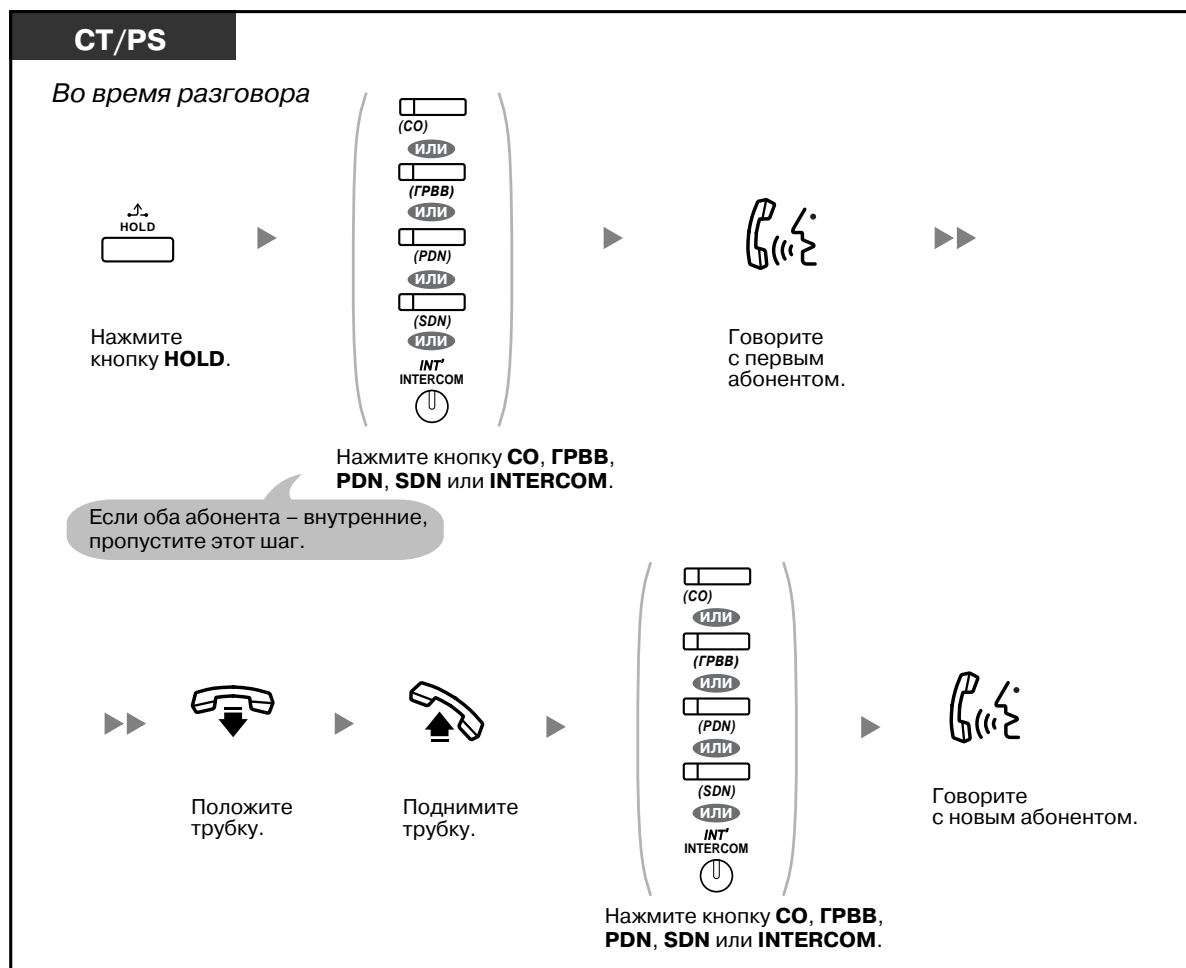 СТ/PS
Во время разговора
(CO)
ИЛИ
(ГРВВ)
ИЛИ
(PDN)
ИЛИ
(SDN)
ИЛИ
INT'
INTERCOM
HOLD
Нажмите
кнопку HOLD.
Нажмите кнопку CO, ГРВВ,
PDN, SDN или INTERCOM.
Если оба абонента – внутренние,
пропустите этот шаг.
Говорите
с первым
абонентом.
Положите
трубку.
Поднимите
трубку.
(CO)
ИЛИ
(ГРВВ)
ИЛИ
(PDN)
ИЛИ
(SDN)
ИЛИ
INT'
INTERCOM
Нажмите кнопку CO, ГРВВ,
PDN, SDN или INTERCOM.
Говорите
с новым абонентом.